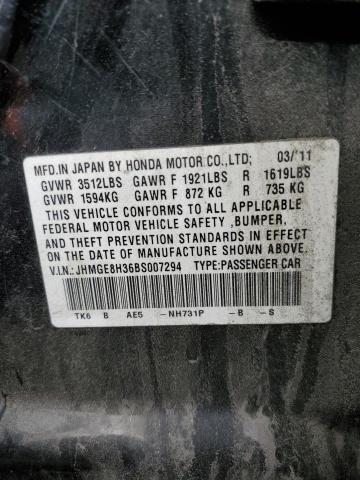 MFD.IN JAPAN BY HONDA MOTOR CO.,LTD; 03/'11
GVWR 3512LBS GAWR F 1921LBS R 1619LBS
GVWR 1594KG GAWR F 872 KG R 735 KG
THIS VEHICLE CONFORMS TO ALL APPLICABLE
FEDERAL MOTOR VEHICLE SAFETY ,BUMPER,
AND THEFT PREVENTION STANDARDS IN EFFECT
ON THE DATE OF MANUFACTURE SHOWN ABOVE.
V.I.N.: JHMGE8H36BS007294 TYPE:PASSENGER CAR
TK6 B AE5 -NH731P -B -S